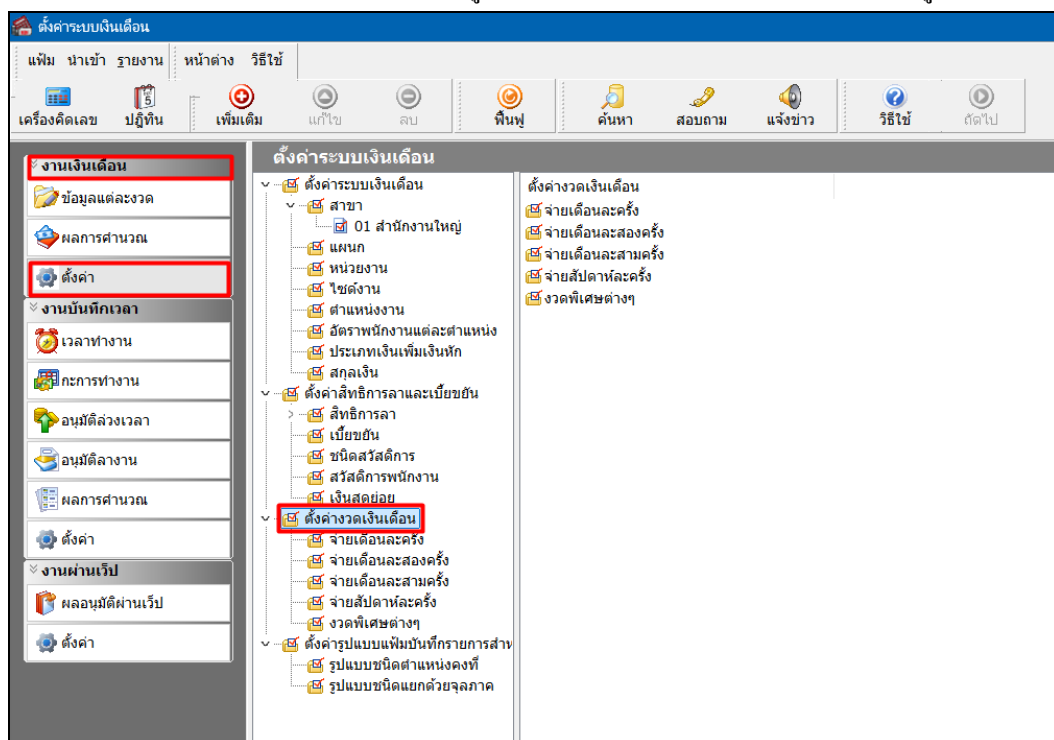 ตั้งค่าระบบเงินเดือน
แฟ้ม นำเข้า รายงาน หน้าต่าง วิธีใช้
เครื่องคิดเลข ปฏิทิน เพิ่มเติม แก้ไข ลบ ฟื้นฟู ค้นหา สอบถาม แจ้งข่าว วิธีใช้ ถัดไป
งานเงินเดือน
ข้อมูลแต่ละงวด
ผลการคำนวณ
ตั้งค่า
งานบันทึกเวลา
เวลาทำงาน
กะการทำงาน
อนุมัติล่วงเวลา
อนุมัติลางาน
ผลการคำนวณ
ตั้งค่า
งานผ่านเว็ป
ผลอนุมัติผ่านเว็ป
ตั้งค่า
ตั้งค่าระบบเงินเดือน
ตั้งค่าระบบเงินเดือน
สาขา
01 สำนักงานใหญ่
แผนก
หน่วยงาน
ไซด์งาน
ตำแหน่งงาน
อัตราพนักงานแต่ละตำแหน่ง
ประเภทเงินเพิ่มเงินหัก
สกุลเงิน
ตั้งค่าสิทธิการลาและเบี้ยขยัน
สิทธิการลา
เบี้ยขยัน
ชนิดสวัสดิการ
สวัสดิการพนักงาน
เงินสดย่อย
ตั้งค่างวดเงินเดือน
จ่ายเดือนละครั้ง
จ่ายเดือนละสองครั้ง
จ่ายเดือนละสามครั้ง
จ่ายสัปดาห์ละครั้ง
งวดพิเศษต่างๆ
ตั้งค่ารูปแบบแฟ้มบันทึกรายการสำห
รูปแบบชนิดตำแหน่งคงที่
รูปแบบชนิดแยกด้วยจุลภาค
ตั้งค่างวดเงินเดือน
จ่ายเดือนละครั้ง
จ่ายเดือนละสองครั้ง
จ่ายเดือนละสามครั้ง
จ่ายสัปดาห์ละครั้ง
งวดพิเศษต่างๆ